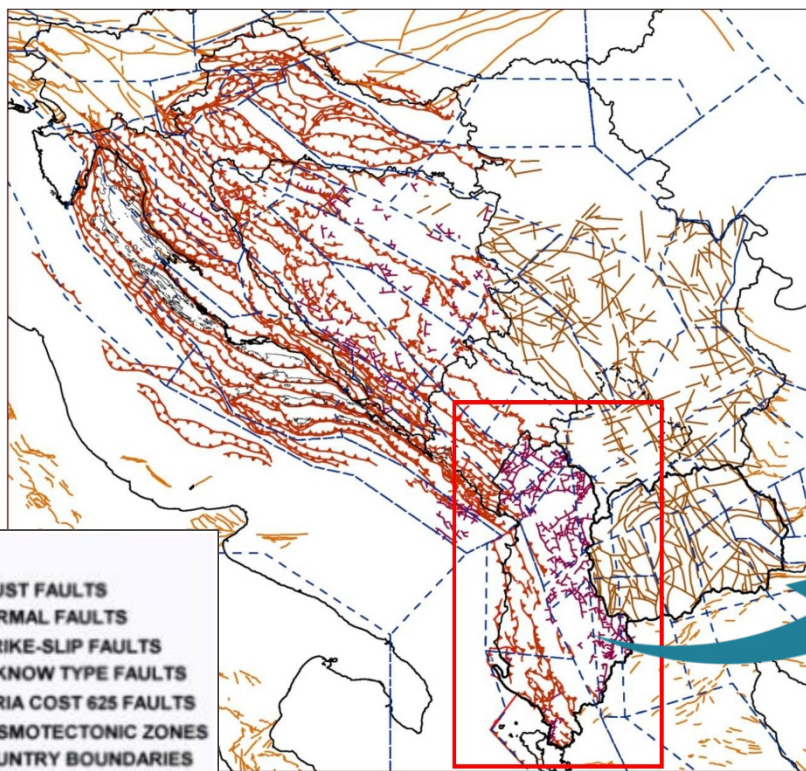 UST FAULTS
RMAL FAULTS
RIKE-SLIP FAULTS
KNOW TYPE FAULTS
RIA COST 625 FAULTS
SMOTECTONIC ZONES
UNTRY BOUNDARIES